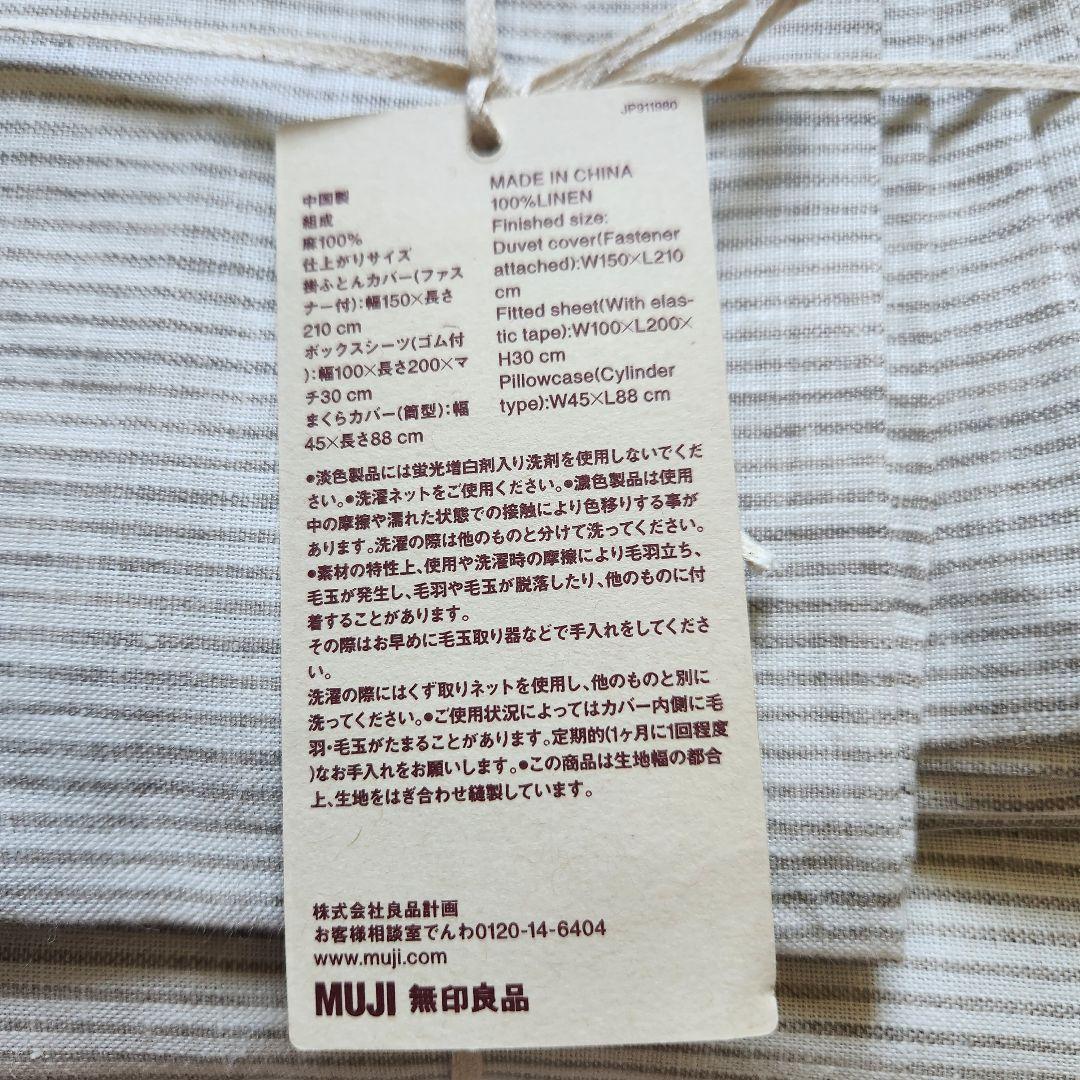 JP911980
中国製
組成
麻100%
仕上がりサイズ
掛ふとんカバー(ファス
ナー付):幅150×長さ
210 cm
ボックスシーツ(ゴム付
):幅100×長さ200×マ
チ30 cm
まくらカバー(筒型):幅
45×長さ88 cm
MADE IN CHINA
100%LINEN
Finished size:
Duvet cover(Fastener
attached):W150×L210
cm
Fitted sheet(With elas-
tic tape):W100×L200×
H30 cm
Pillowcase(Cylinder
type):W45×L88 cm
●淡色製品には蛍光増白剤入り洗剤を使用しないでくだ
さい。●洗濯ネットをご使用ください。●濃色製品は使用
中の摩擦や濡れた状態での接触により色移りする事が
あります。洗濯の際は他のものと分けて洗ってください。
●素材の特性上、使用や洗濯時の摩擦により毛羽立ち、
毛玉が発生し、毛羽や毛玉が脱落したり、他のものに付
着することがあります。
その際はお早めに毛玉取り器などで手入れをしてくださ
い。
洗濯の際にはくず取りネットを使用し、他のものと別に
洗ってください。●ご使用状況によってはカバー内側に毛
羽・毛玉がたまることがあります。定期的(1ヶ月に1回程度
)なお手入れをお願いします。●この商品は生地幅の都合
上、生地をはぎ合わせ縫製しています。
株式会社良品計画
お客様相談室でんわ0120-14-6404
www.muji.com
MUJI 無印良品